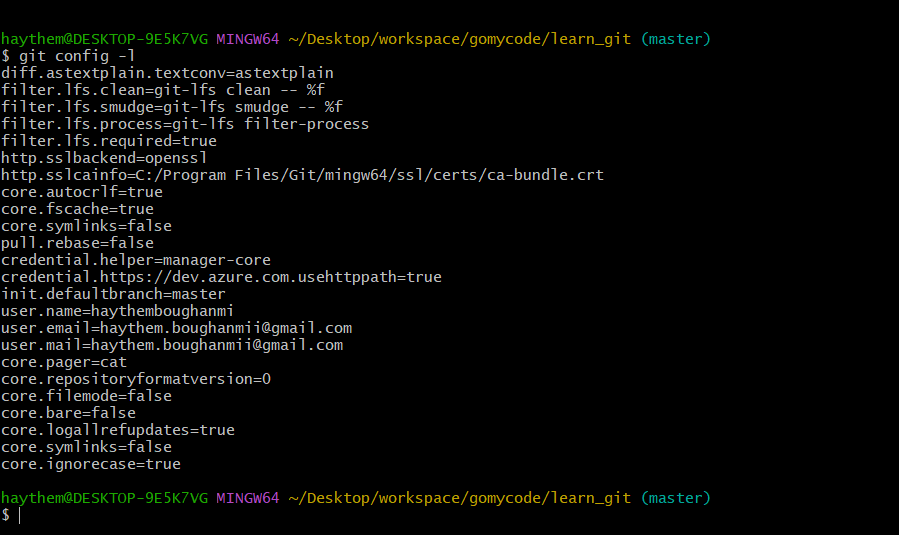 haythem@DESKTOP-9E5K7VG MINGW64 ~/Desktop/workspace/gomycode/learn_git (master)
$ git config -l
diff.astextplain.textconv=astextplain
filter.lfs.clean=git-lfs clean -- %f
filter.lfs.smudge=git-lfs smudge -- %f
filter.lfs.process=git-lfs filter-process
filter.lfs.required=true
http.sslbackend=openssl
http.sslcainfo=C:/Program Files/Git/mingw64/ssl/certs/ca-bundle.crt
core.autocrlf=true
core.fscache=true
core.symlinks=false
pull.rebase=false
credential.helper=manager-core
credential.https://dev.azure.com.usehttppath=true
init.defaultbranch=master
user.name=haythemboughanmi
user.email=haythem.boughanmii@gmail.com
user.mail=haythem.boughanmii@gmail.com
core.pager=cat
core.repositoryformatversion=0
core.filemode=false
core.bare=false
core.logallrefupdates=true
core.symlinks=false
core.ignorecase=true
haythem@DESKTOP-9E5K7VG MINGW64 ~/Desktop/workspace/gomycode/learn_git (master)
$